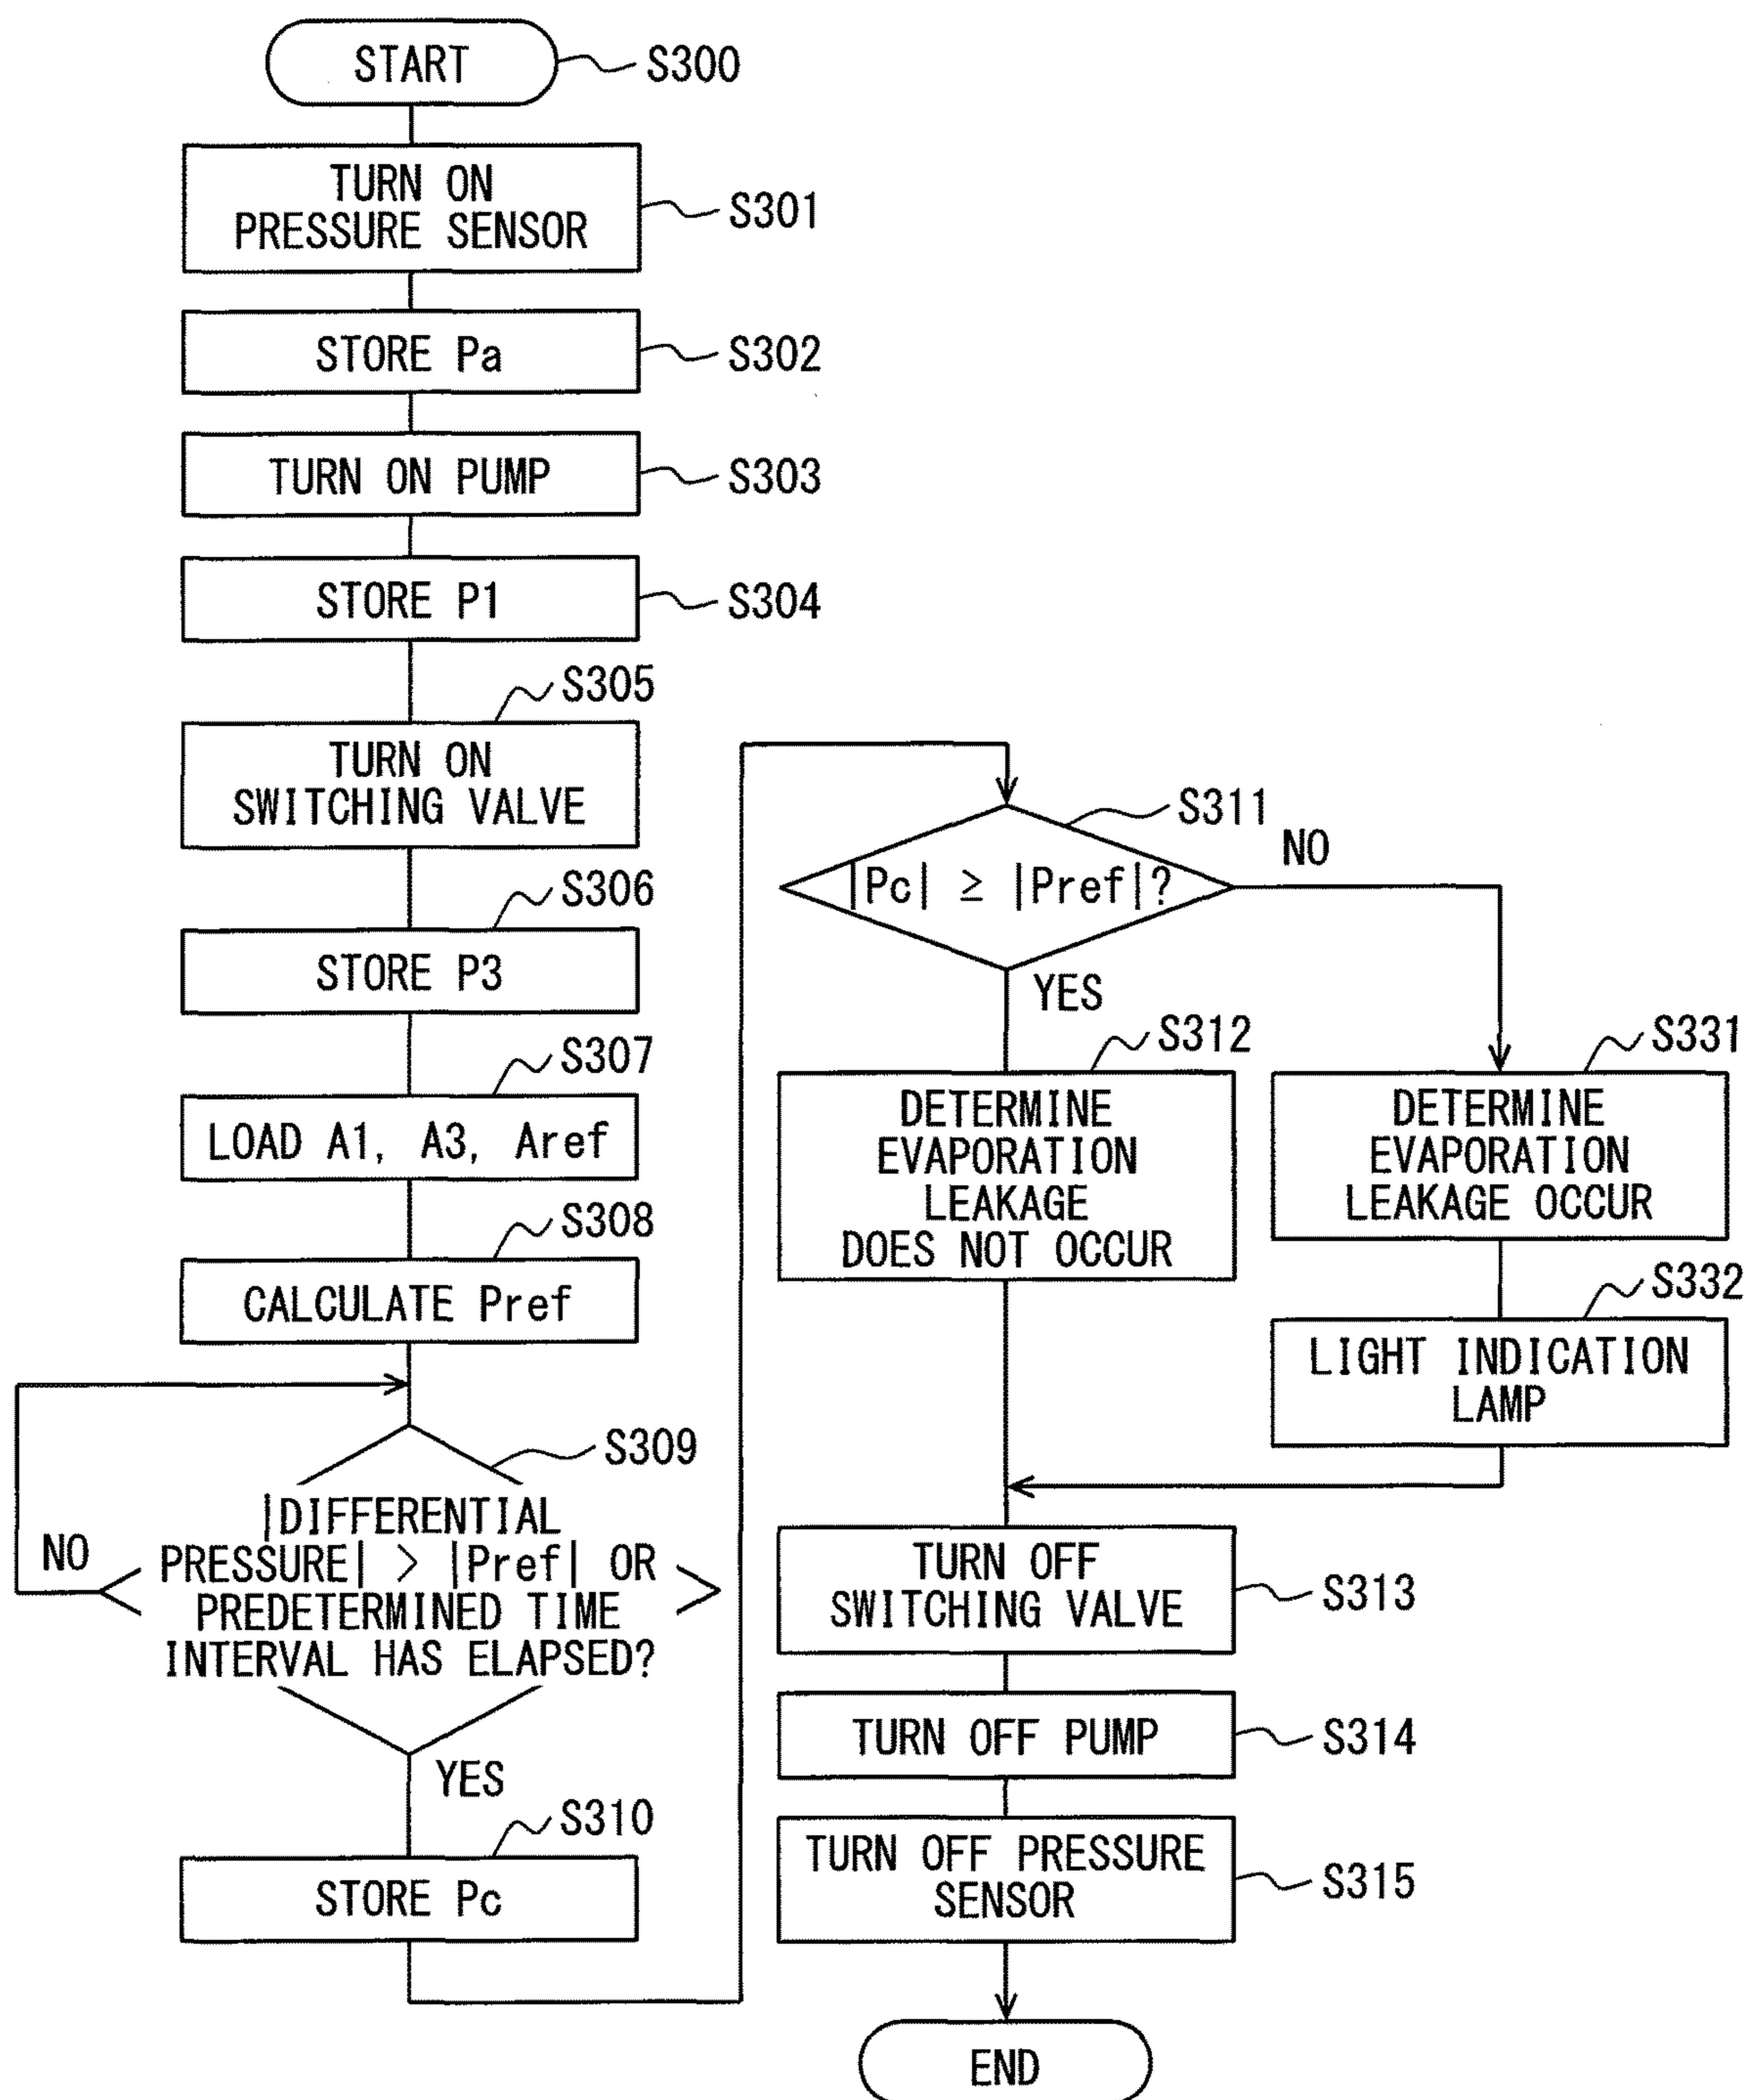 START
S300
TURN ON
PRESSURE SENSOR
S301
STORE Pa
S302
TURN ON PUMP
S303
STORE P1
S304
S305
TURN ON
SWITCHING VALVE
S306
STORE P3
S307
LOAD A1, A3, Aref
S308
CALCULATE Pref
S309
|DIFFERENTIAL
PRESSURE| > |Pref| OR
PREDETERMINED TIME
INTERVAL HAS ELAPSED?
NO
YES
S310
STORE Pc
S311
|Pc| ≥ |Pref|?
NO
YES
S312
DETERMINE
EVAPORATION
LEAKAGE
DOES NOT OCCUR
S331
DETERMINE
EVAPORATION
LEAKAGE OCCUR
S332
LIGHT INDICATION
LAMP
TURN OFF
SWITCHING VALVE
S313
TURN OFF PUMP
S314
TURN OFF PRESSURE
SENSOR
S315
END